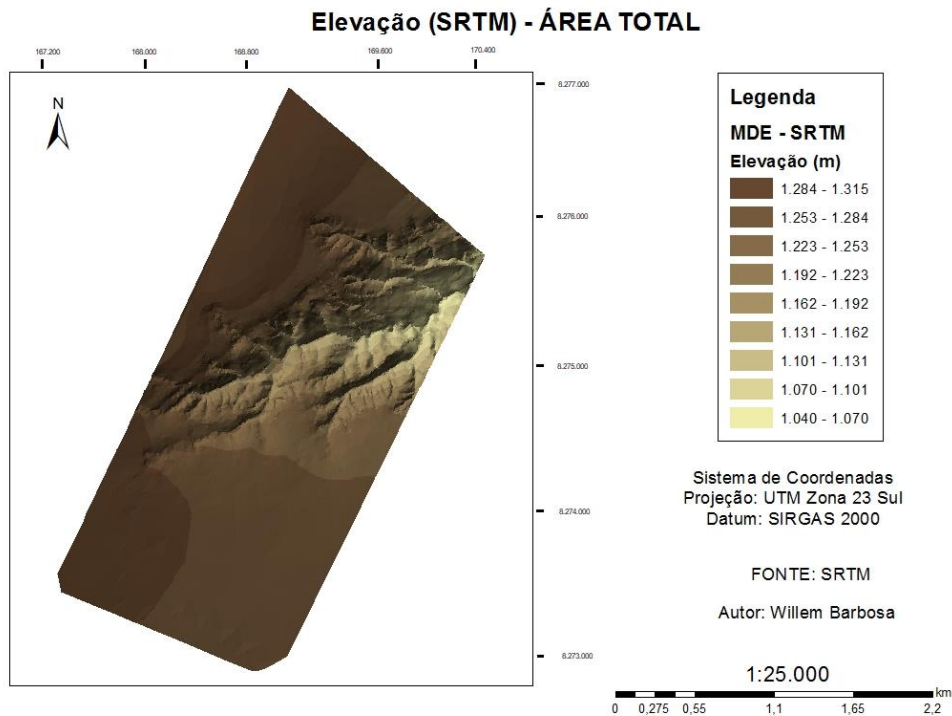 Elevação (SRTM) - ÁREA TOTAL
167.200 168.000 168.800 169.600 170.400
N
8.277.000
8.276.000
8.275.000
8.274.000
8.273.000
Legenda
MDE - SRTM
Elevação (m)
1.284 - 1.315
1.253 - 1.284
1.223 - 1.253
1.192 - 1.223
1.162 - 1.192
1.131 - 1.162
1.101 - 1.131
1.070 - 1.101
1.040 - 1.070
Sistema de Coordenadas
Projeção: UTM Zona 23 Sul
Datum: SIRGAS 2000
FONTE: SRTM
Autor: Willem Barbosa
1:25.000
km
0 0,275 0,55 1,1 1,65 2,2